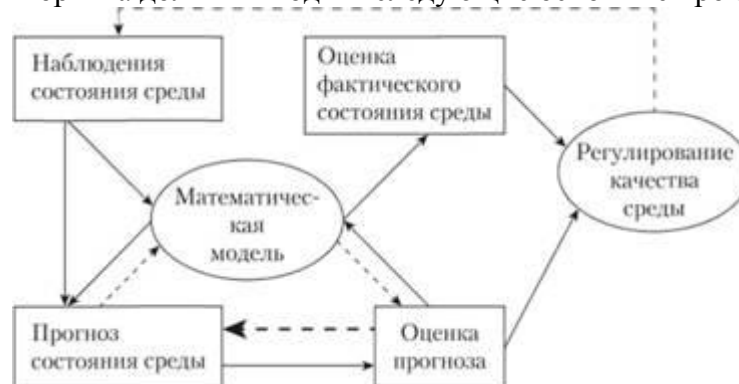 Наблюдения
состояния среды
Оценка
фактического
состояния среды
Регулирование
качества
среды
Математичес-
кая
модель
Прогноз
состояния среды
Оценка
прогноза